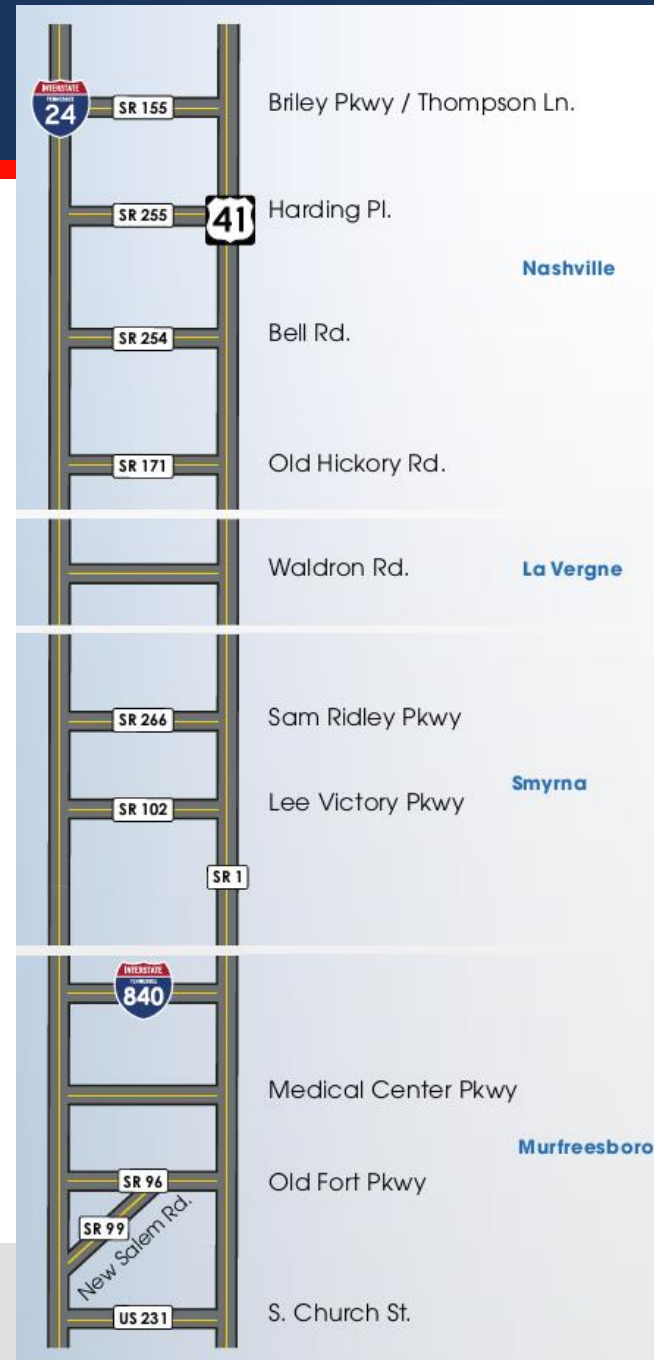 INTERSTATE
TENNESSEE
24
SR 155
Briley Pkwy / Thompson Ln.
SR 255
41
Harding Pl.
Nashville
SR 254
Bell Rd.
SR 171
Old Hickory Rd.
Waldron Rd.
La Vergne
SR 266
Sam Ridley Pkwy
Smyrna
SR 102
Lee Victory Pkwy
SR 1
INTERSTATE
TENNESSEE
840
Medical Center Pkwy
Murfreesboro
SR 96
Old Fort Pkwy
SR 99
New Salem Rd.
US 231
S. Church St.